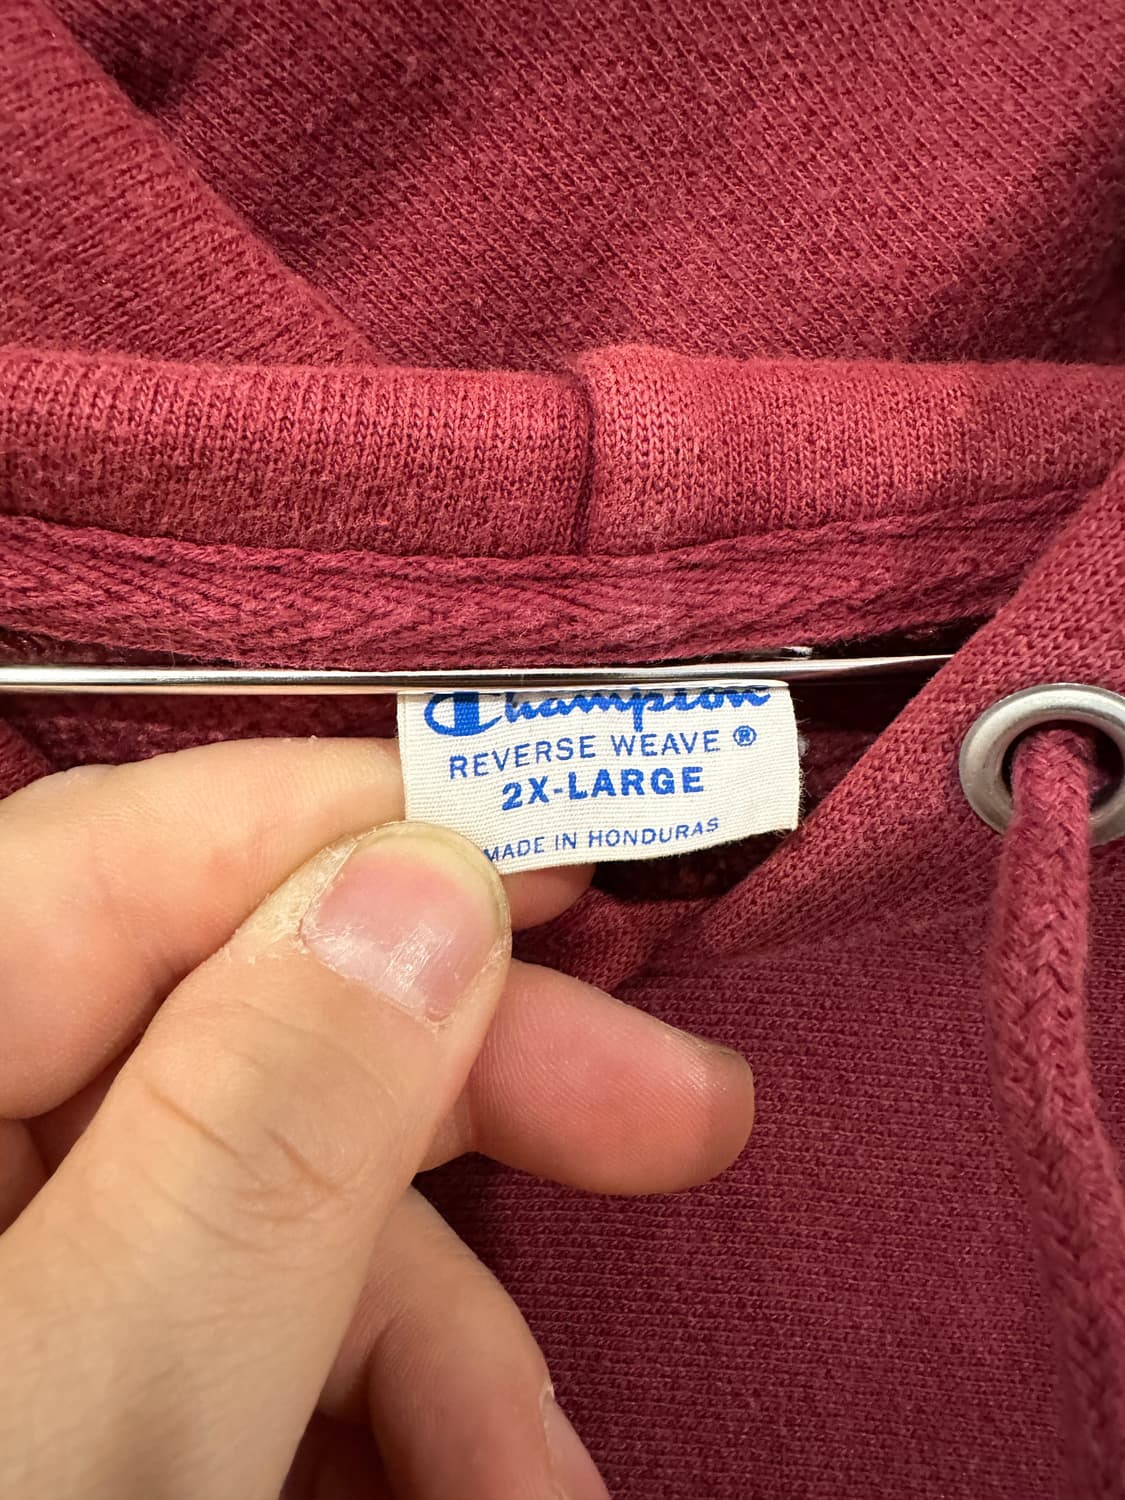 Champion
REVERSE WEAVE ®
2X-LARGE
MADE IN HONDURAS